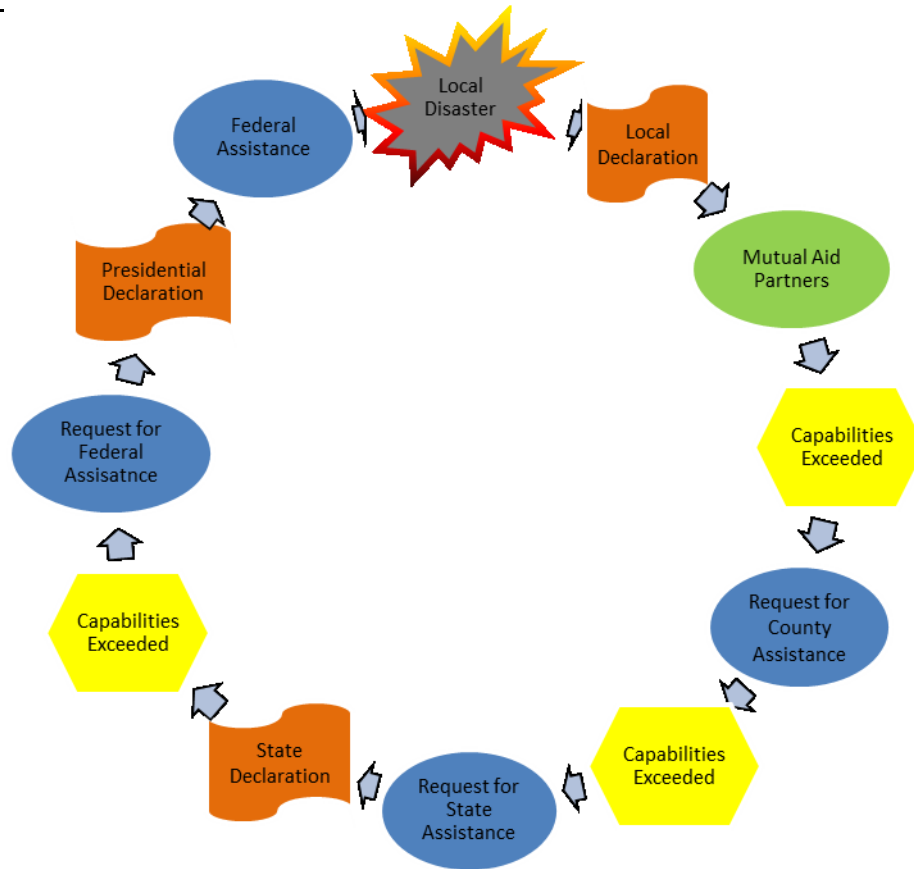 Local
Disaster
Local
Declaration
Mutual Aid
Partners
Capabilities
Exceeded
Request for
County
Assistance
Capabilities
Exceeded
Request for
State
Assistance
State
Declaration
Capabilities
Exceeded
Request for
Federal
Assisatnce
Presidential
Declaration
Federal
Assistance